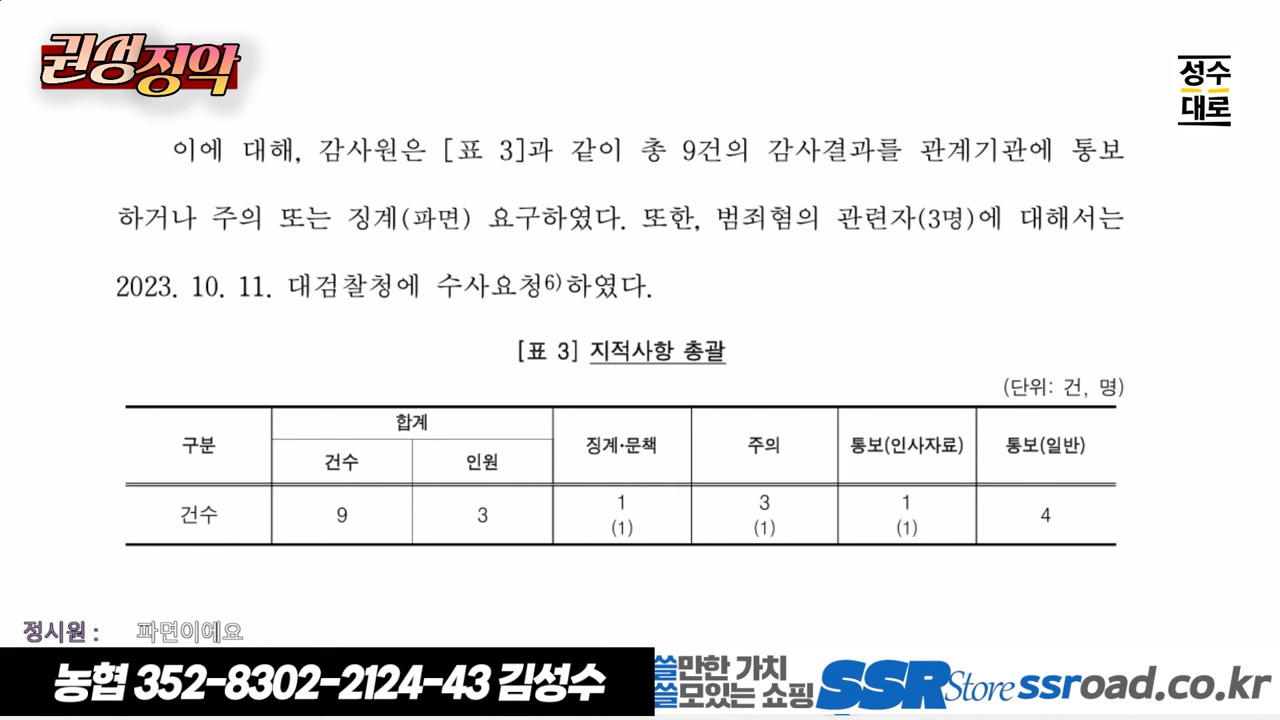 권성징악
성수
대로
이에 대해, 감사원은 [표 3]과 같이 총 9건의 감사결과를 관계기관에 통보
하거나 주의 또는 징계(파면) 요구하였다. 또한, 범죄혐의 관련자(3명)에 대해서는
2023. 10. 11. 대검찰청에 수사요청6)하였다.
[표 3] 지적사항 총괄
(단위: 건, 명)
구분 합계 징계·문책 주의 통보(인사자료) 통보(일반)
건수 인원
건수 9 3 1 3 1 4
(1) (1) (1)
정시원 : 파면이에요
농협 352-8302-2124-43 김성수
쓸만한 가치
쓸모있는 쇼핑
SSR Store ssroad.co.kr